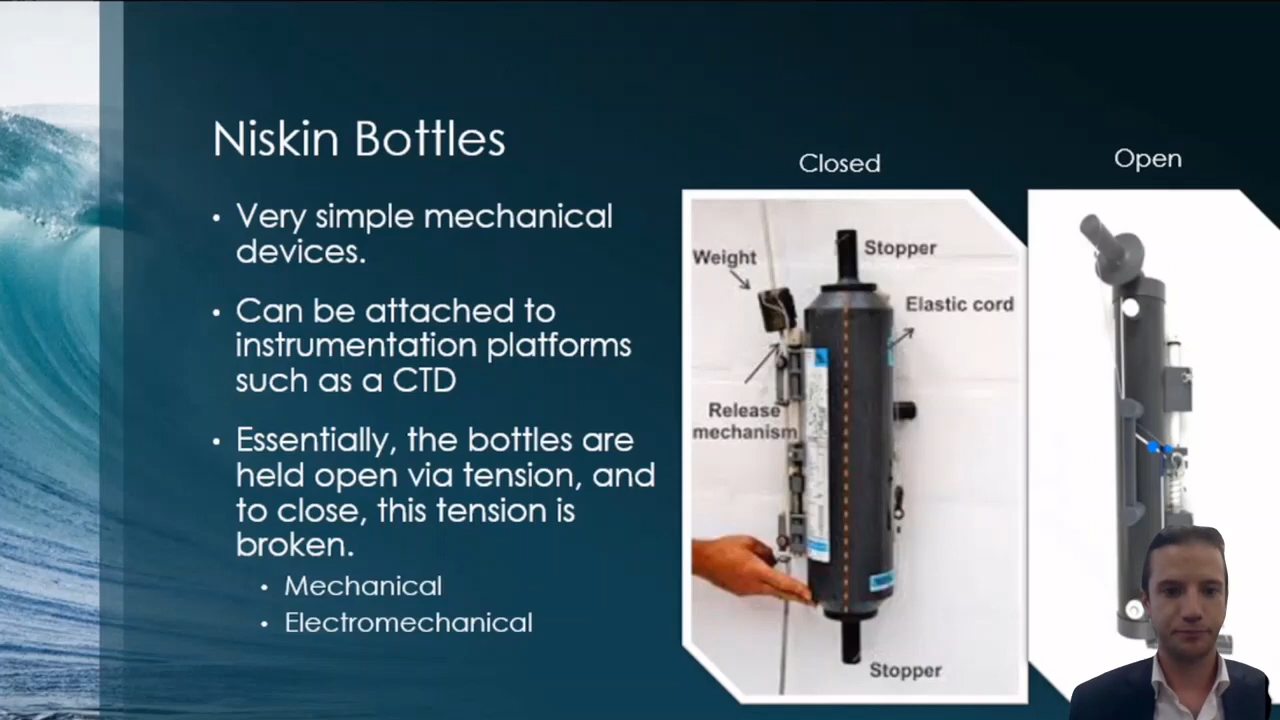 Niskin Bottles
• Very simple mechanical
devices.
• Can be attached to
instrumentation platforms
such as a CTD
• Essentially, the bottles are
held open via tension, and
to close, this tension is
broken.
• Mechanical
• Electromechanical
Closed
Weight
Stopper
Elastic cord
Release
mechanism
Stopper
Open